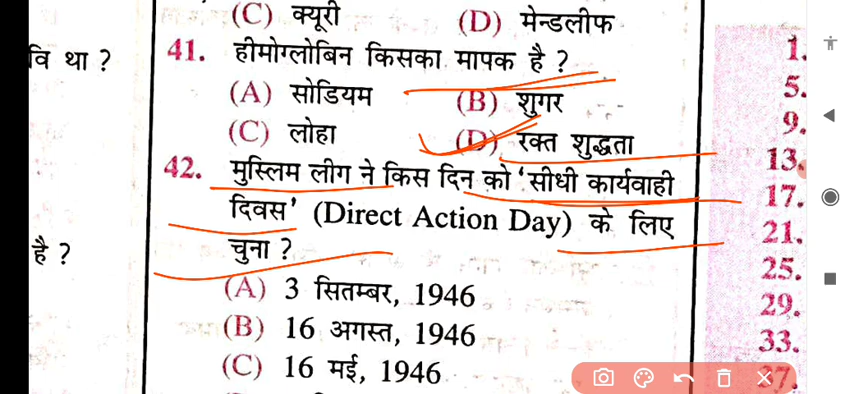 (C) क्यूरी (D) मेन्डलीफ
वि था ?
41. हीमोग्लोबिन किसका मापक है ?
(A) सोडियम (B) शुगर
(C) लोहा (D) रक्त शुद्धता
42. मुस्लिम लीग ने किस दिन को ‘सीधी कार्यवाही
दिवस’ (Direct Action Day) के लिए
चुना ?
है ?
(A) 3 सितम्बर, 1946
(B) 16 अगस्त, 1946
(C) 16 मई, 1946
1.
5.
9.
13.
17.
21.
25.
29.
33.
37.